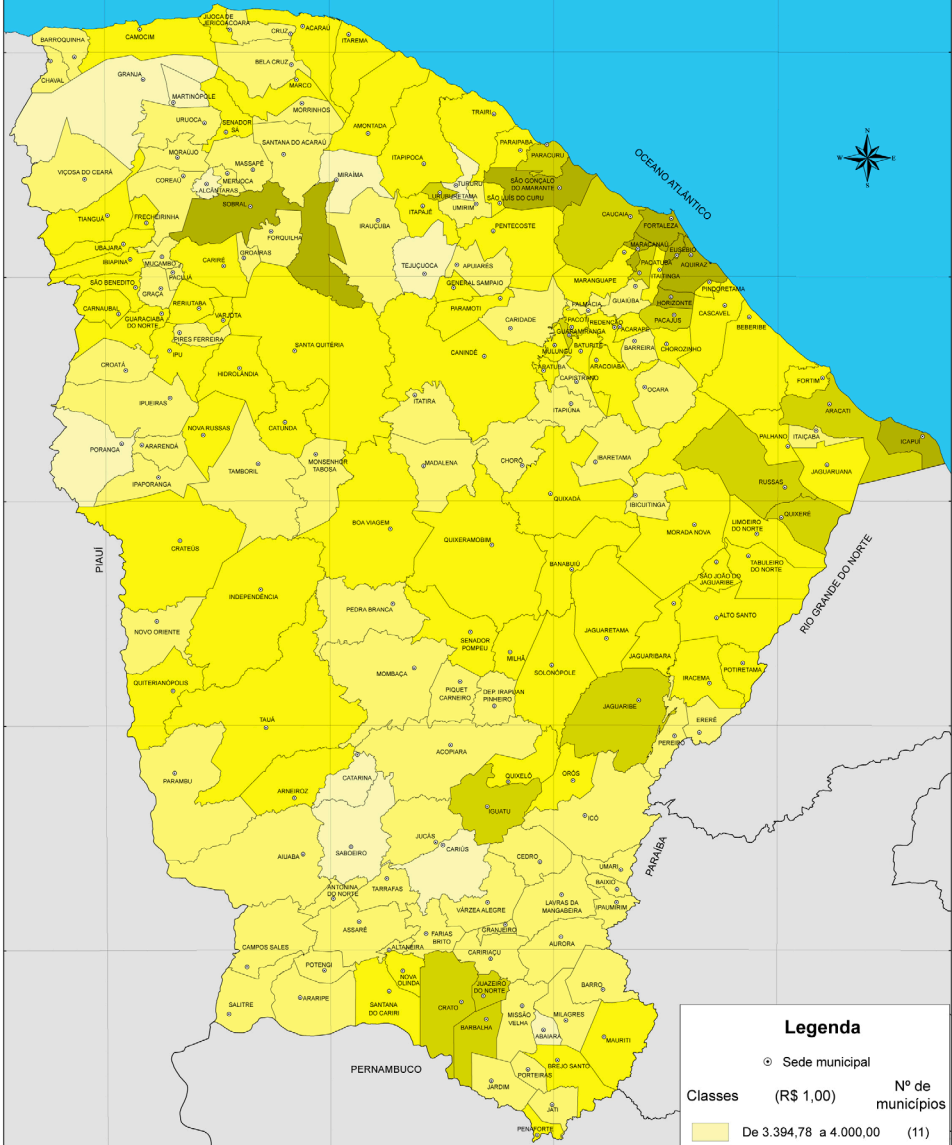 JIJOCA DE
JERICOACOARA
ACARAÚ
CRUZ
CAMOCIM
ITAREMA
BARROQUINHA
BELA CRUZ
CHAVAL
GRANJA
MARCO
MARTINÓPOLE
MORRINHOS
TRAIRI
URUOCA
SENADOR
SÁ
AMONTADA
SANTANA DO ACARAÚ
PARAIPABA
PARACURU
OCEANO ATLÂNTICO
N
W
E
S
MORAÚJO
MASSAPÊ
ITAPIPOCA
VIÇOSA DO CEARÁ
COREAÚ
MERUOCA
MIRAÍMA
ALCÂNTARAS
TURURU
SÃO GONÇALO
DO AMARANTE
URUBURETAMA
UMIRIM
SÃO LUÍS DO CURU
SOBRAL
ITAPAJÉ
TIANGUÁ
FRECHEIRINHA
IRAUÇUBA
CAUCAIA
FORTALEZA
FORQUILHA
PENTECOSTE
UBAJARA
MARACANAÚ
EUSÉBIO
IBIAPINA
MUCAMBO
CARIRÉ
GROAÍRAS
TEJUÇUOCA
APUIARÉS
PACATUBA
AQUIRAZ
PACUJÁ
ITAITINGA
SÃO BENEDITO
GENERAL SAMPAIO
MARANGUAPE
PINDORETAMA
GRAÇA
RERIUTABA
PALMÁCIA
GUAIÚBA
HORIZONTE
CARNAUBAL
PARAMOTI
CASCAVEL
GUARACIABA
DO NORTE
VARJOTA
CARIDADE
PACOTI
REDENÇÃO
PACAJUS
BEBERIBE
PIRES FERREIRA
GUARAMIRANGA
ACARAPE
SANTA QUITÉRIA
MULUNGU
BATURITÉ
BARREIRA
CHOROZINHO
IPU
CANINDÉ
ARATUBA
ARACOIABA
CROATÁ
HIDROLÂNDIA
CAPISTRANO
FORTIM
OCARA
IPUEIRAS
ITATIRA
ITAPIÚNA
ARACATI
NOVA RUSSAS
CATUNDA
PALHANO
ITAIÇABA
ICAPUÍ
PORANGA
ARARENDÁ
MONSENHOR
TABOSA
TAMBORIL
MADALENA
CHORÓ
IBARETAMA
JAGUARUANA
IPAPORANGA
RUSSAS
QUIXADÁ
IBICUITINGA
QUIXERÉ
BOA VIAGEM
LIMOEIRO
DO NORTE
MORADA NOVA
CRATEÚS
QUIXERAMOBIM
PIAUÍ
TABULEIRO
DO NORTE
BANABUIÚ
SÃO JOÃO DO
JAGUARIBE
RIO GRANDE DO NORTE
INDEPENDÊNCIA
PEDRA BRANCA
ALTO SANTO
NOVO ORIENTE
SENADOR
POMPEU
JAGUARETAMA
MILHÃ
JAGUARIBARA
SOLONÓPOLE
POTIRETAMA
MOMBAÇA
IRACEMA
QUITERIANÓPOLIS
PIQUET
CARNEIRO
DEP. IRAPUAN
PINHEIRO
JAGUARIBE
TAUÁ
ERERÊ
PEREIRO
ACOPIARA
PARAMBU
CATARINA
QUIXELÔ
ORÓS
ARNEIROZ
IGUATU
ICÓ
JUCÁS
CARIÚS
SABOEIRO
AIUABA
CEDRO
PARAÍBA
UMARI
BAIXIO
ANTONINA
DO NORTE
TARRAFAS
IPAUMIRIM
VÁRZEA ALEGRE
LAVRAS DA
MANGABEIRA
ASSARÉ
GRANJEIRO
FARIAS
BRITO
AURORA
CAMPOS SALES
ALTANEIRA
CARIRIAÇU
POTENGI
NOVA
OLINDA
JUAZEIRO
DO NORTE
BARRO
SALITRE
ARARIPE
SANTANA
DO CARIRI
CRATO
MISSÃO
VELHA
MILAGRES
BARBALHA
ABAIARA
MAURITI
PERNAMBUCO
BREJO SANTO
PORTEIRAS
JARDIM
JATI
PENAFORTE
Legenda
Sede municipal
Classes (R$ 1,00) Nº de
municípios
De 3.394,78 a 4.000,00 (11)